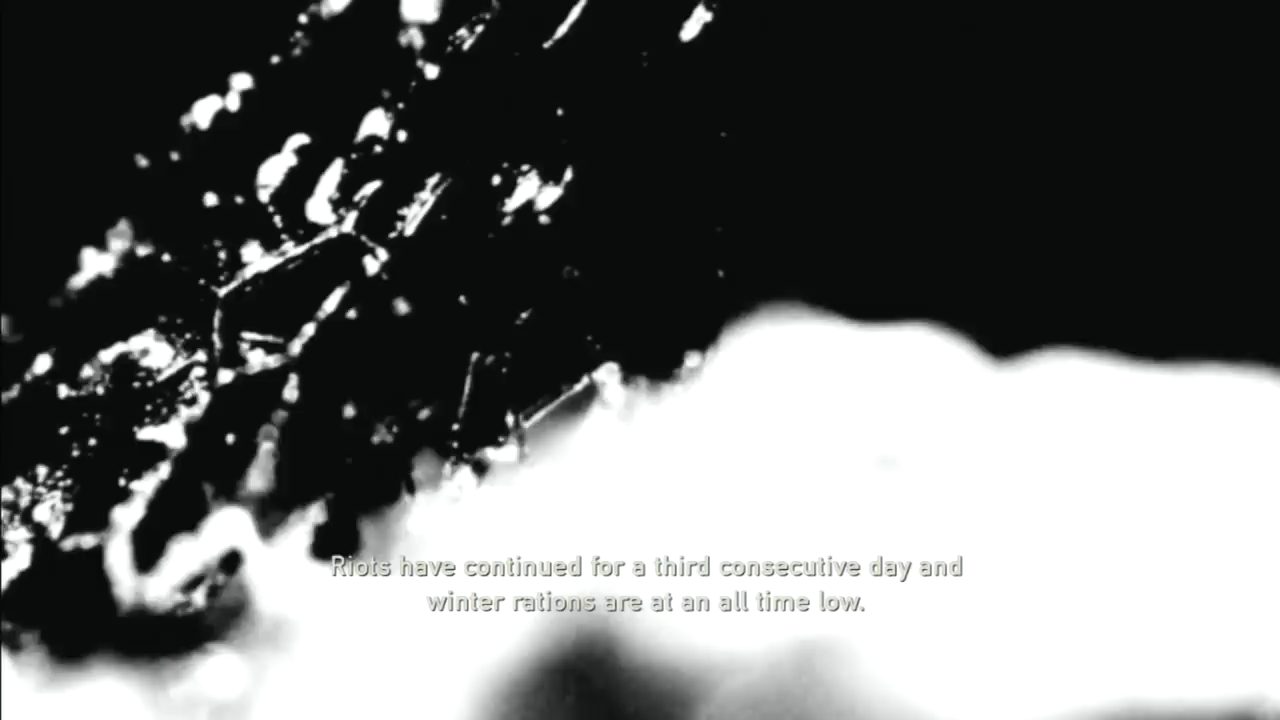 Riots have continued for a third consecutive day and
winter rations are at an all time low.